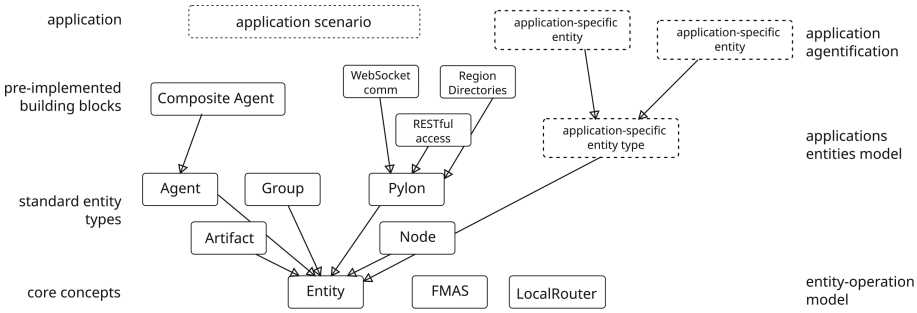 application
application scenario
application-specific
entity
application-specific
entity
application
agentification
pre-implemented
building blocks
Composite Agent
WebSocket
comm
Region
Directories
RESTful
access
application-specific
entity type
applications
entities model
standard entity
types
Agent
Group
Pylon
Artifact
Node
core concepts
Entity
FMAS
LocalRouter
entity-operation
model